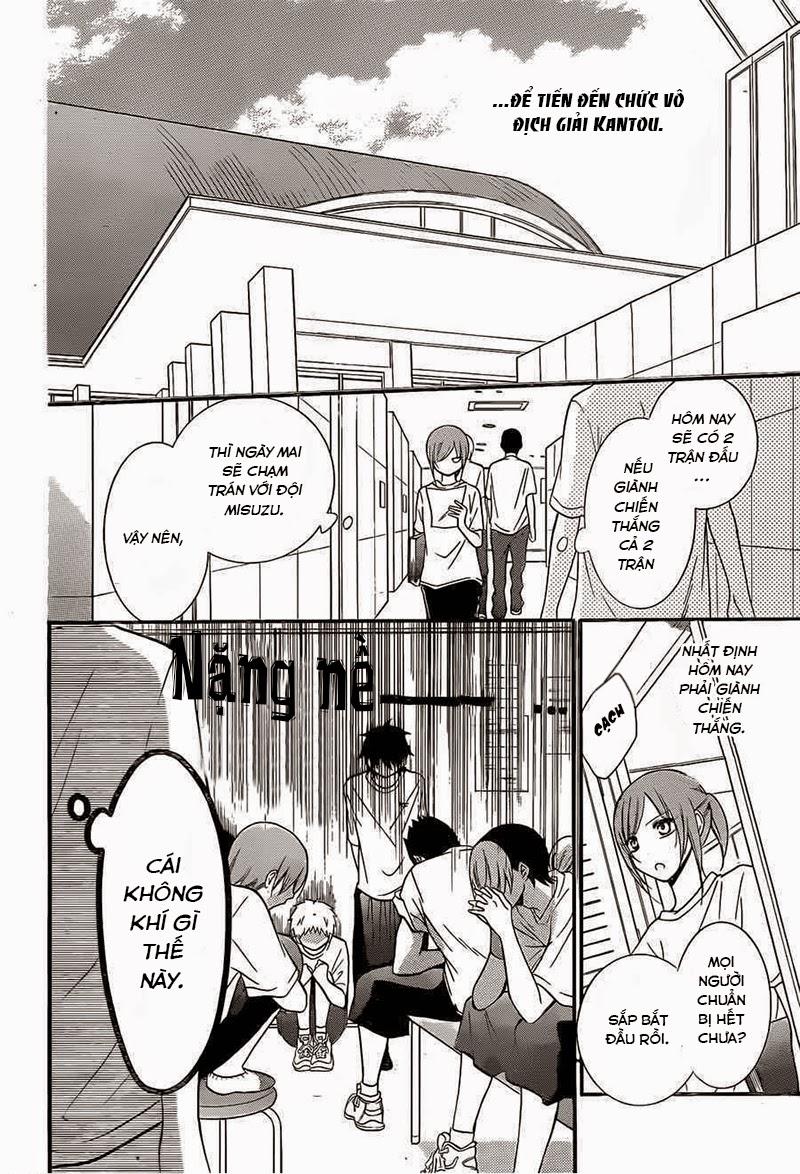 ...ĐỂ TIẾN ĐẾN CHỨC VÔ
ĐỊCH GIẢI KANTOU.
HÔM NAY
SẼ CÓ 2
TRẬN ĐẤU
...
NẾU
GIÀNH
CHIẾN
THẮNG
CẢ 2
TRẬN
THÌ NGÀY MAI
SẼ CHẠM
TRÁN VỚI ĐỘI
MISUZU.
VẬY NÊN,
NHẤT ĐỊNH
HÔM NAY
PHẢI GIÀNH
CHIẾN
THẮNG.
CẠCH
MỌI
NGƯỜI
CHUẨN
BỊ HẾT
CHƯA?
SẮP BẮT
ĐẦU RỒI.
Nặng nề ...
CÁI
KHÔNG
KHÍ GÌ
THẾ
NÀY.